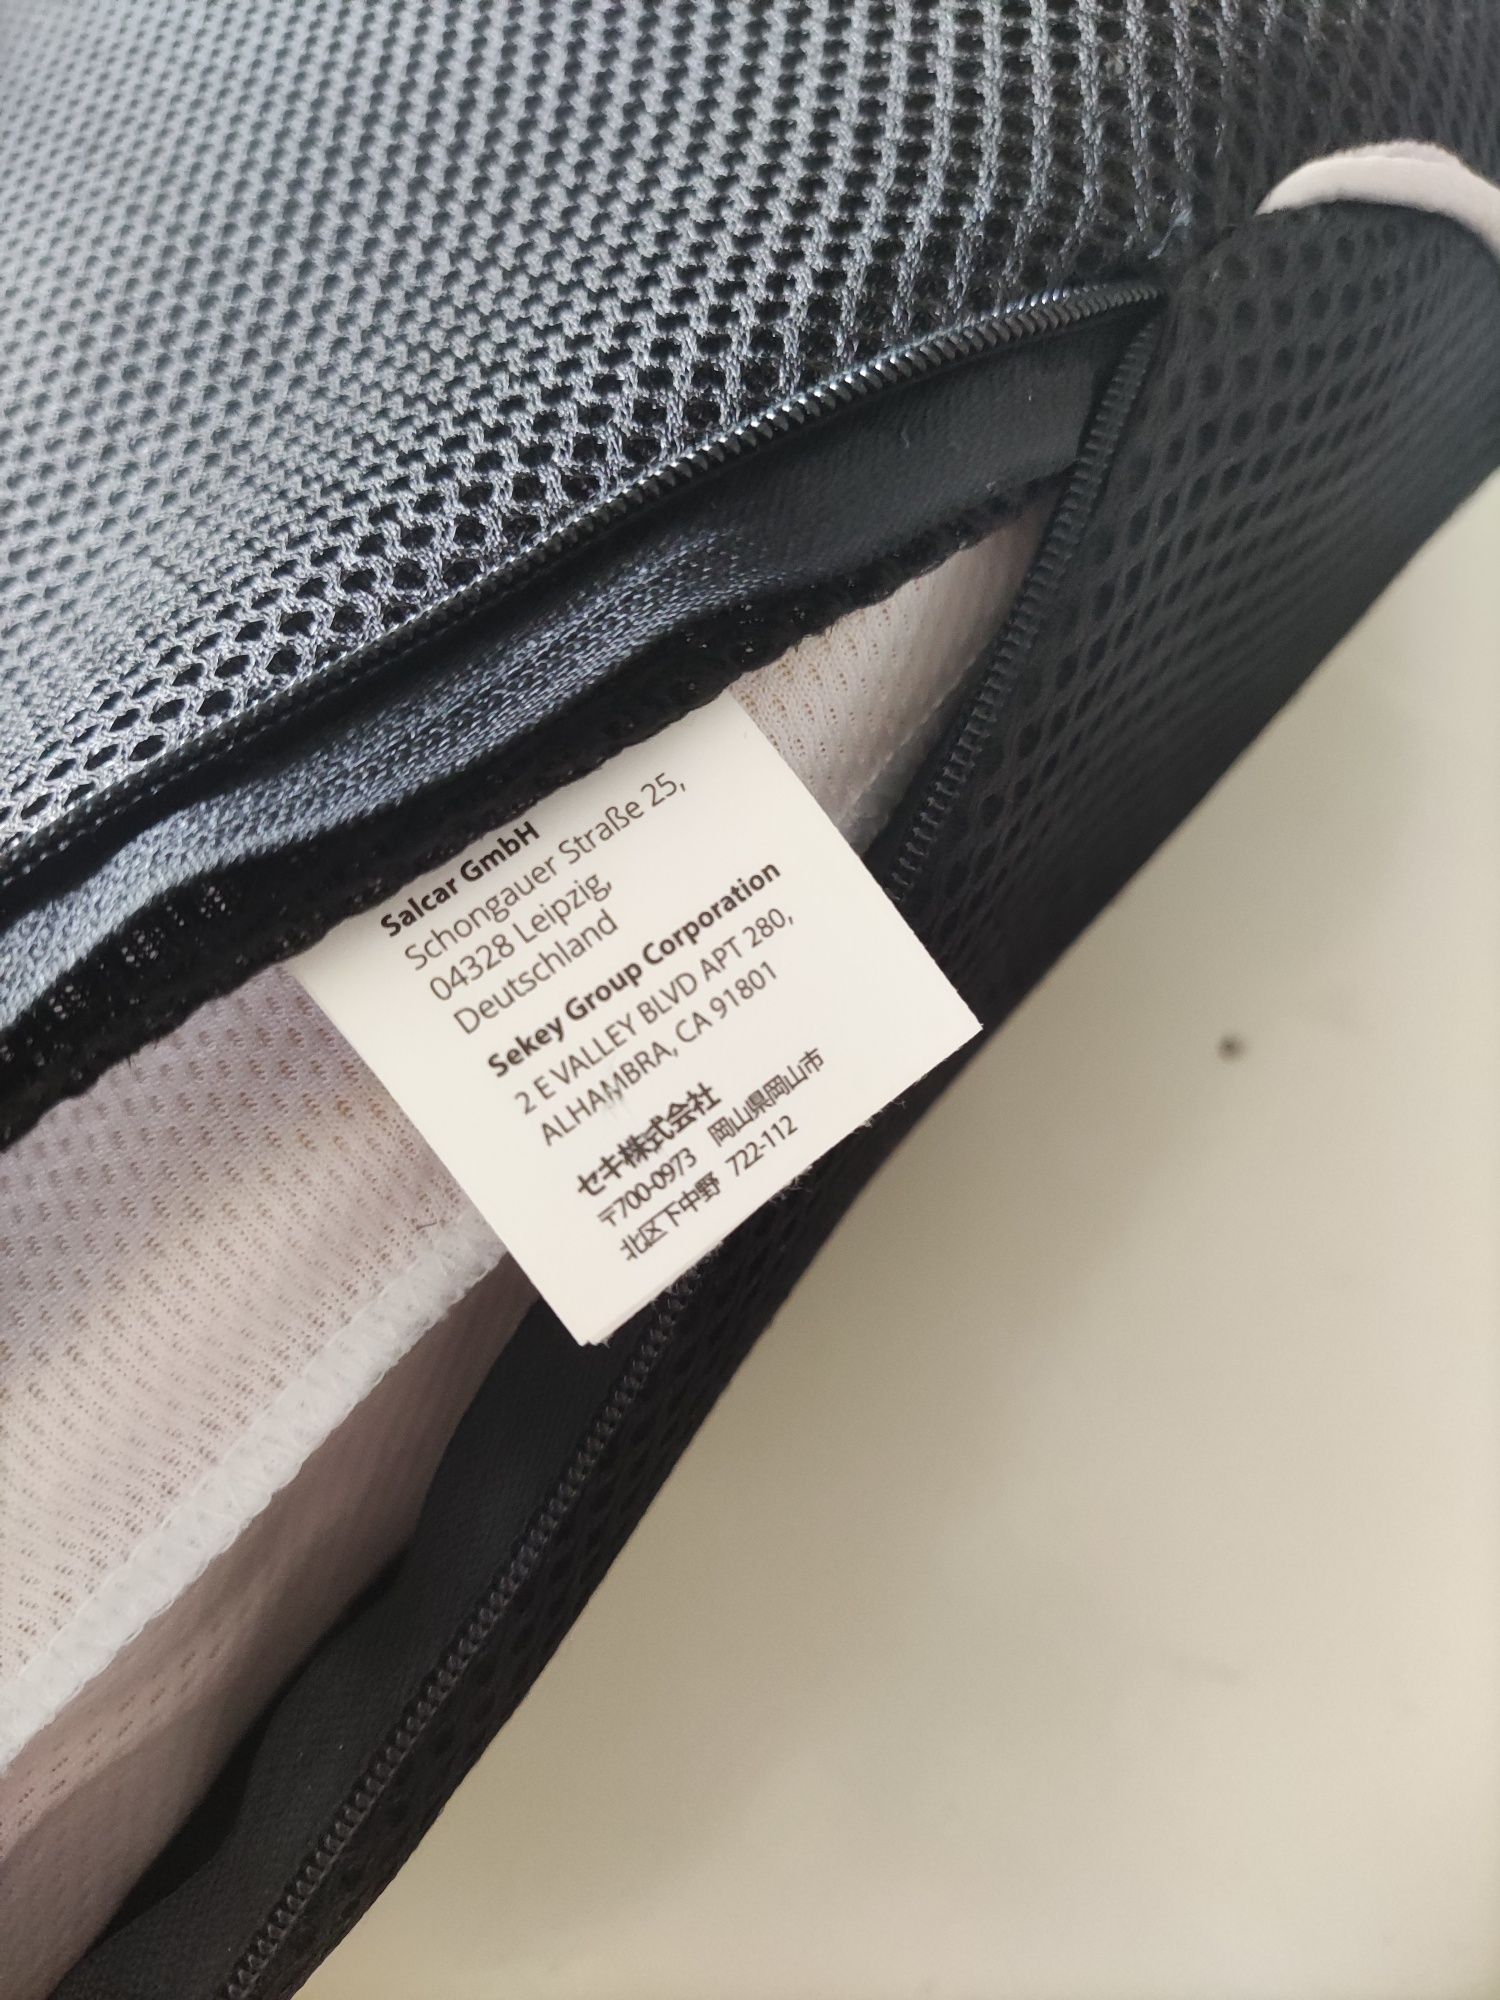 Salcar GmbH
Schongauer Straße 25,
04328 Leipzig,
Deutschland
Sekey Group Corporation
2 E VALLEY BLVD APT 280,
ALHAMBRA, CA 91801
セキ株式会社
〒700-0973 岡山県岡山市
北区下中野 722-112